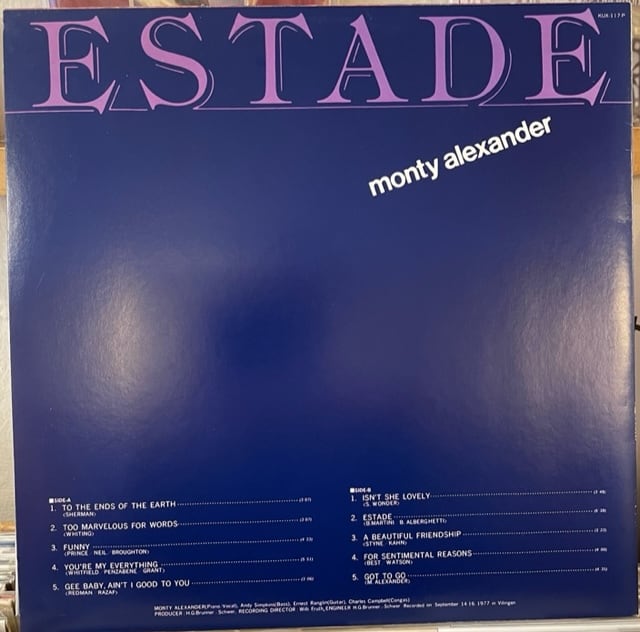 KUX-117P
ESTADE
monty alexander
■SIDE-A
1. TO THE ENDS OF THE EARTH
(SHERMAN)
2. TOO MARVELOUS FOR WORDS
(WHITING)
3. FUNNY
(PRINCE NEIL BROUGHTON)
4. YOU'RE MY EVERYTHING
(WHITFIELD PENZABENE GRANT)
5. GEE BABY, AIN'T I GOOD TO YOU
(REDMAN RAZAF)
■SIDE-B
1. ISN'T SHE LOVELY
(S. WONDER)
2. ESTADE
(B.MARTINI B. ALBERGHETTI)
3. A BEAUTIFUL FRIENDSHIP
(STYNE KAHN)
4. FOR SENTIMENTAL REASONS
(BEST WATSON)
5. GOT TO GO
(M. ALEXANDER)
MONTY ALEXANDER(Piano/Vocal), Andy Simpkins(Bass), Ernest Ranglin(Guitar), Charles Campbell(Congas)
PRODUCER : H.G.Brunner-Schwer, RECORDING DIRECTOR : Willi Fruth, ENGINEER : H.G.Brunner-Schwer Recorded on September 14-16, 1977 in Vilingen